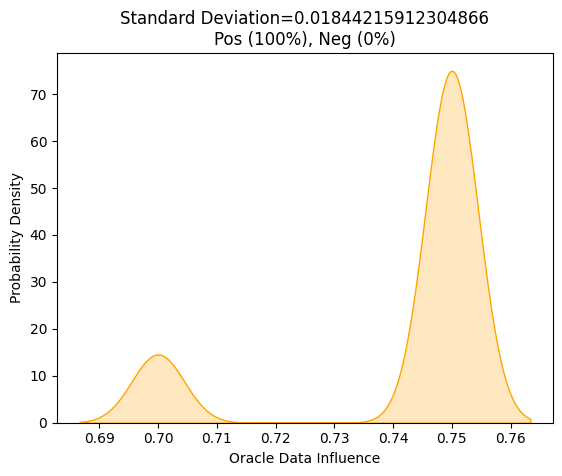 Standard Deviation=0.01844215912304866
Pos (100%), Neg (0%)
Probability Density
70
60
50
40
30
20
10
0
0.69 0.70 0.71 0.72 0.73 0.74 0.75 0.76
Oracle Data Influence